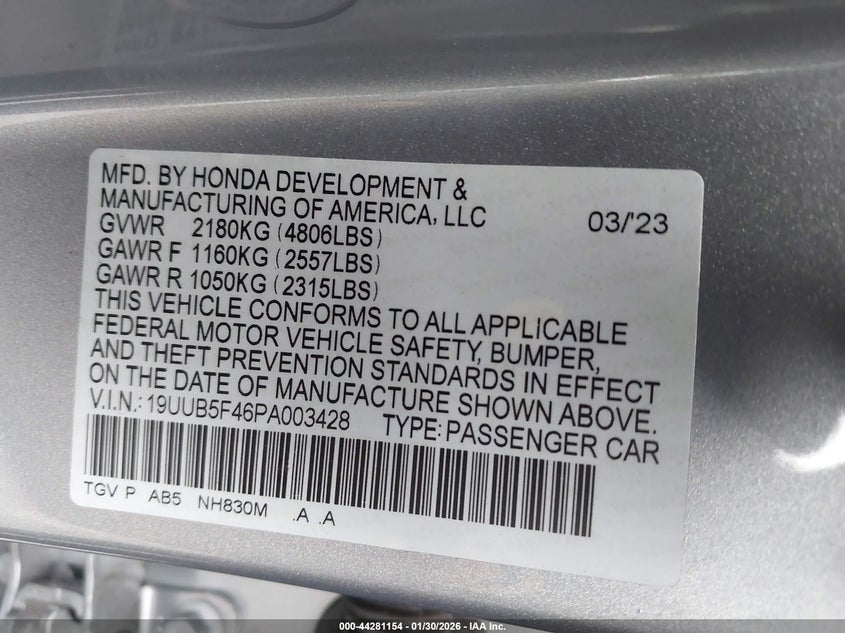 MFD. BY HONDA DEVELOPMENT &
MANUFACTURING OF AMERICA, LLC 03/'23
GVWR 2180KG (4806LBS)
GAWR F 1160KG (2557LBS)
GAWR R 1050KG (2315LBS)
THIS VEHICLE CONFORMS TO ALL APPLICABLE
FEDERAL MOTOR VEHICLE SAFETY, BUMPER,
AND THEFT PREVENTION STANDARDS IN EFFECT
ON THE DATE OF MANUFACTURE SHOWN ABOVE.
V.I.N.: 19UUB5F46PA003428 TYPE: PASSENGER CAR
TGV P AB5 NH830M .A .A
000-44281154 - 01/30/2026 - IAA Inc.